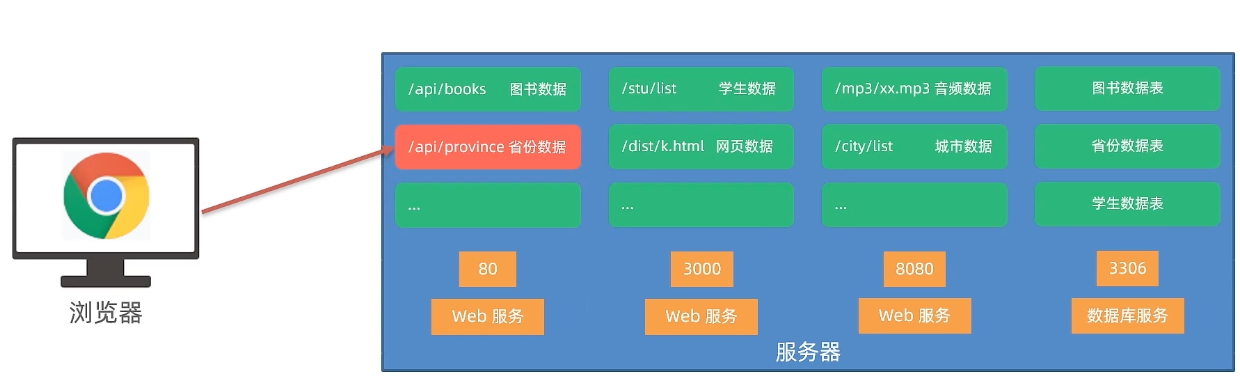 /api/books 图书数据
/stu/list 学生数据
/mp3/xx.mp3 音频数据
图书数据表
/api/province 省份数据
/dist/k.html 网页数据
/city/list 城市数据
省份数据表
...
...
...
学生数据表
80
3000
8080
3306
Web 服务
Web 服务
Web 服务
数据库服务
浏览器
服务器